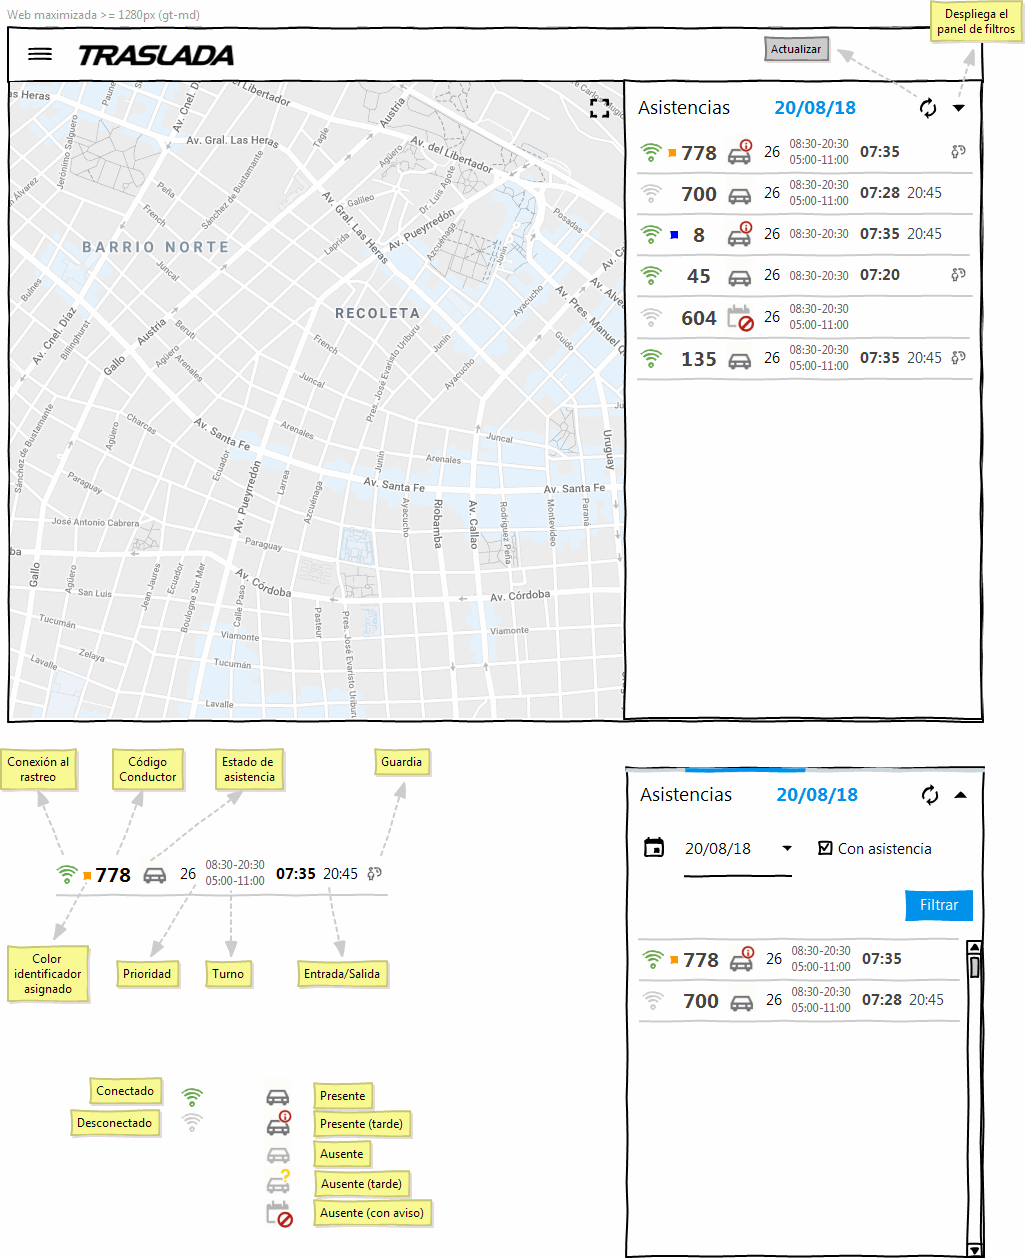 Web maximizada >= 1280px (gt-md)
Despliega el
panel de filtros
TRASLADA
Actualizar
Asistencias 20/08/18
778 26 08:30-20:30 05:00-11:00 07:35
700 26 08:30-20:30 05:00-11:00 07:28 20:45
8 26 08:30-20:30 07:35 20:45
45 26 08:30-20:30 07:20
604 26 08:30-20:30 05:00-11:00
135 26 08:30-20:30 05:00-11:00 07:35 20:45
as Heras
Av. Cnel. Díaz
Av. del Libertador
Jerónimo Salguero
Av. Gral. Las Heras
Tagle
Austria
Agüero
Av. del Libertador
Dr. Luis Agote
Peña
French
Sánchez de Bustamante
Galileo
Av. Gral. Las Heras
Av. Pueyrredón
Azcuénaga
Junín
Posadas
BARRIO NORTE
Laprida
Juncal
Bulnes
Av. Cnel. Díaz
Billinghurst
Austria
Beruti
Gallo
Agüero
Arenales
RECOLETA
French
Pres. José Evaristo Uriburu
Junín
Ayacucho
Ayacucho
Av. Callao
Av. Alve
Av. Pres. Manuel Q
Guido
Juncal
Sánchez de Bustamante
Charcas
Agüero
Av. Santa Fe
Arenales
Ecuador
Paraguay
Av. Pueyrredón
Larrea
Azcuénaga
Junín
Juncal
Arenales
Uruguay
Av. Santa Fe
Av. Santa Fe
Ayacucho
Riobamba
Av. Callao
Rodríguez Peña
Montevideo
Paraná
José Antonio Cabrera
Paraguay
ba
Gallo
Agüero
San Luis
Jean Jaures
Ecuador
Boulogne Sur Mer
Calle Paso
Av. Córdoba
Av. Córdoba
Pasteur
Pres. José Evaristo Uriburu
Viamonte
Viamonte
Tucumán
Zelaya
Lavalle
Tucumán
Lavalle
Conexión al
rastreo
Código
Conductor
Estado de
asistencia
Guardia
778 26 08:30-20:30 05:00-11:00 07:35 20:45
Color
identificador
asignado
Prioridad
Turno
Entrada/Salida
Conectado
Desconectado
Presente
Presente (tarde)
Ausente
Ausente (tarde)
Ausente (con aviso)
Asistencias 20/08/18
20/08/18 Con asistencia
Filtrar
778 26 08:30-20:30 05:00-11:00 07:35
700 26 08:30-20:30 05:00-11:00 07:28 20:45